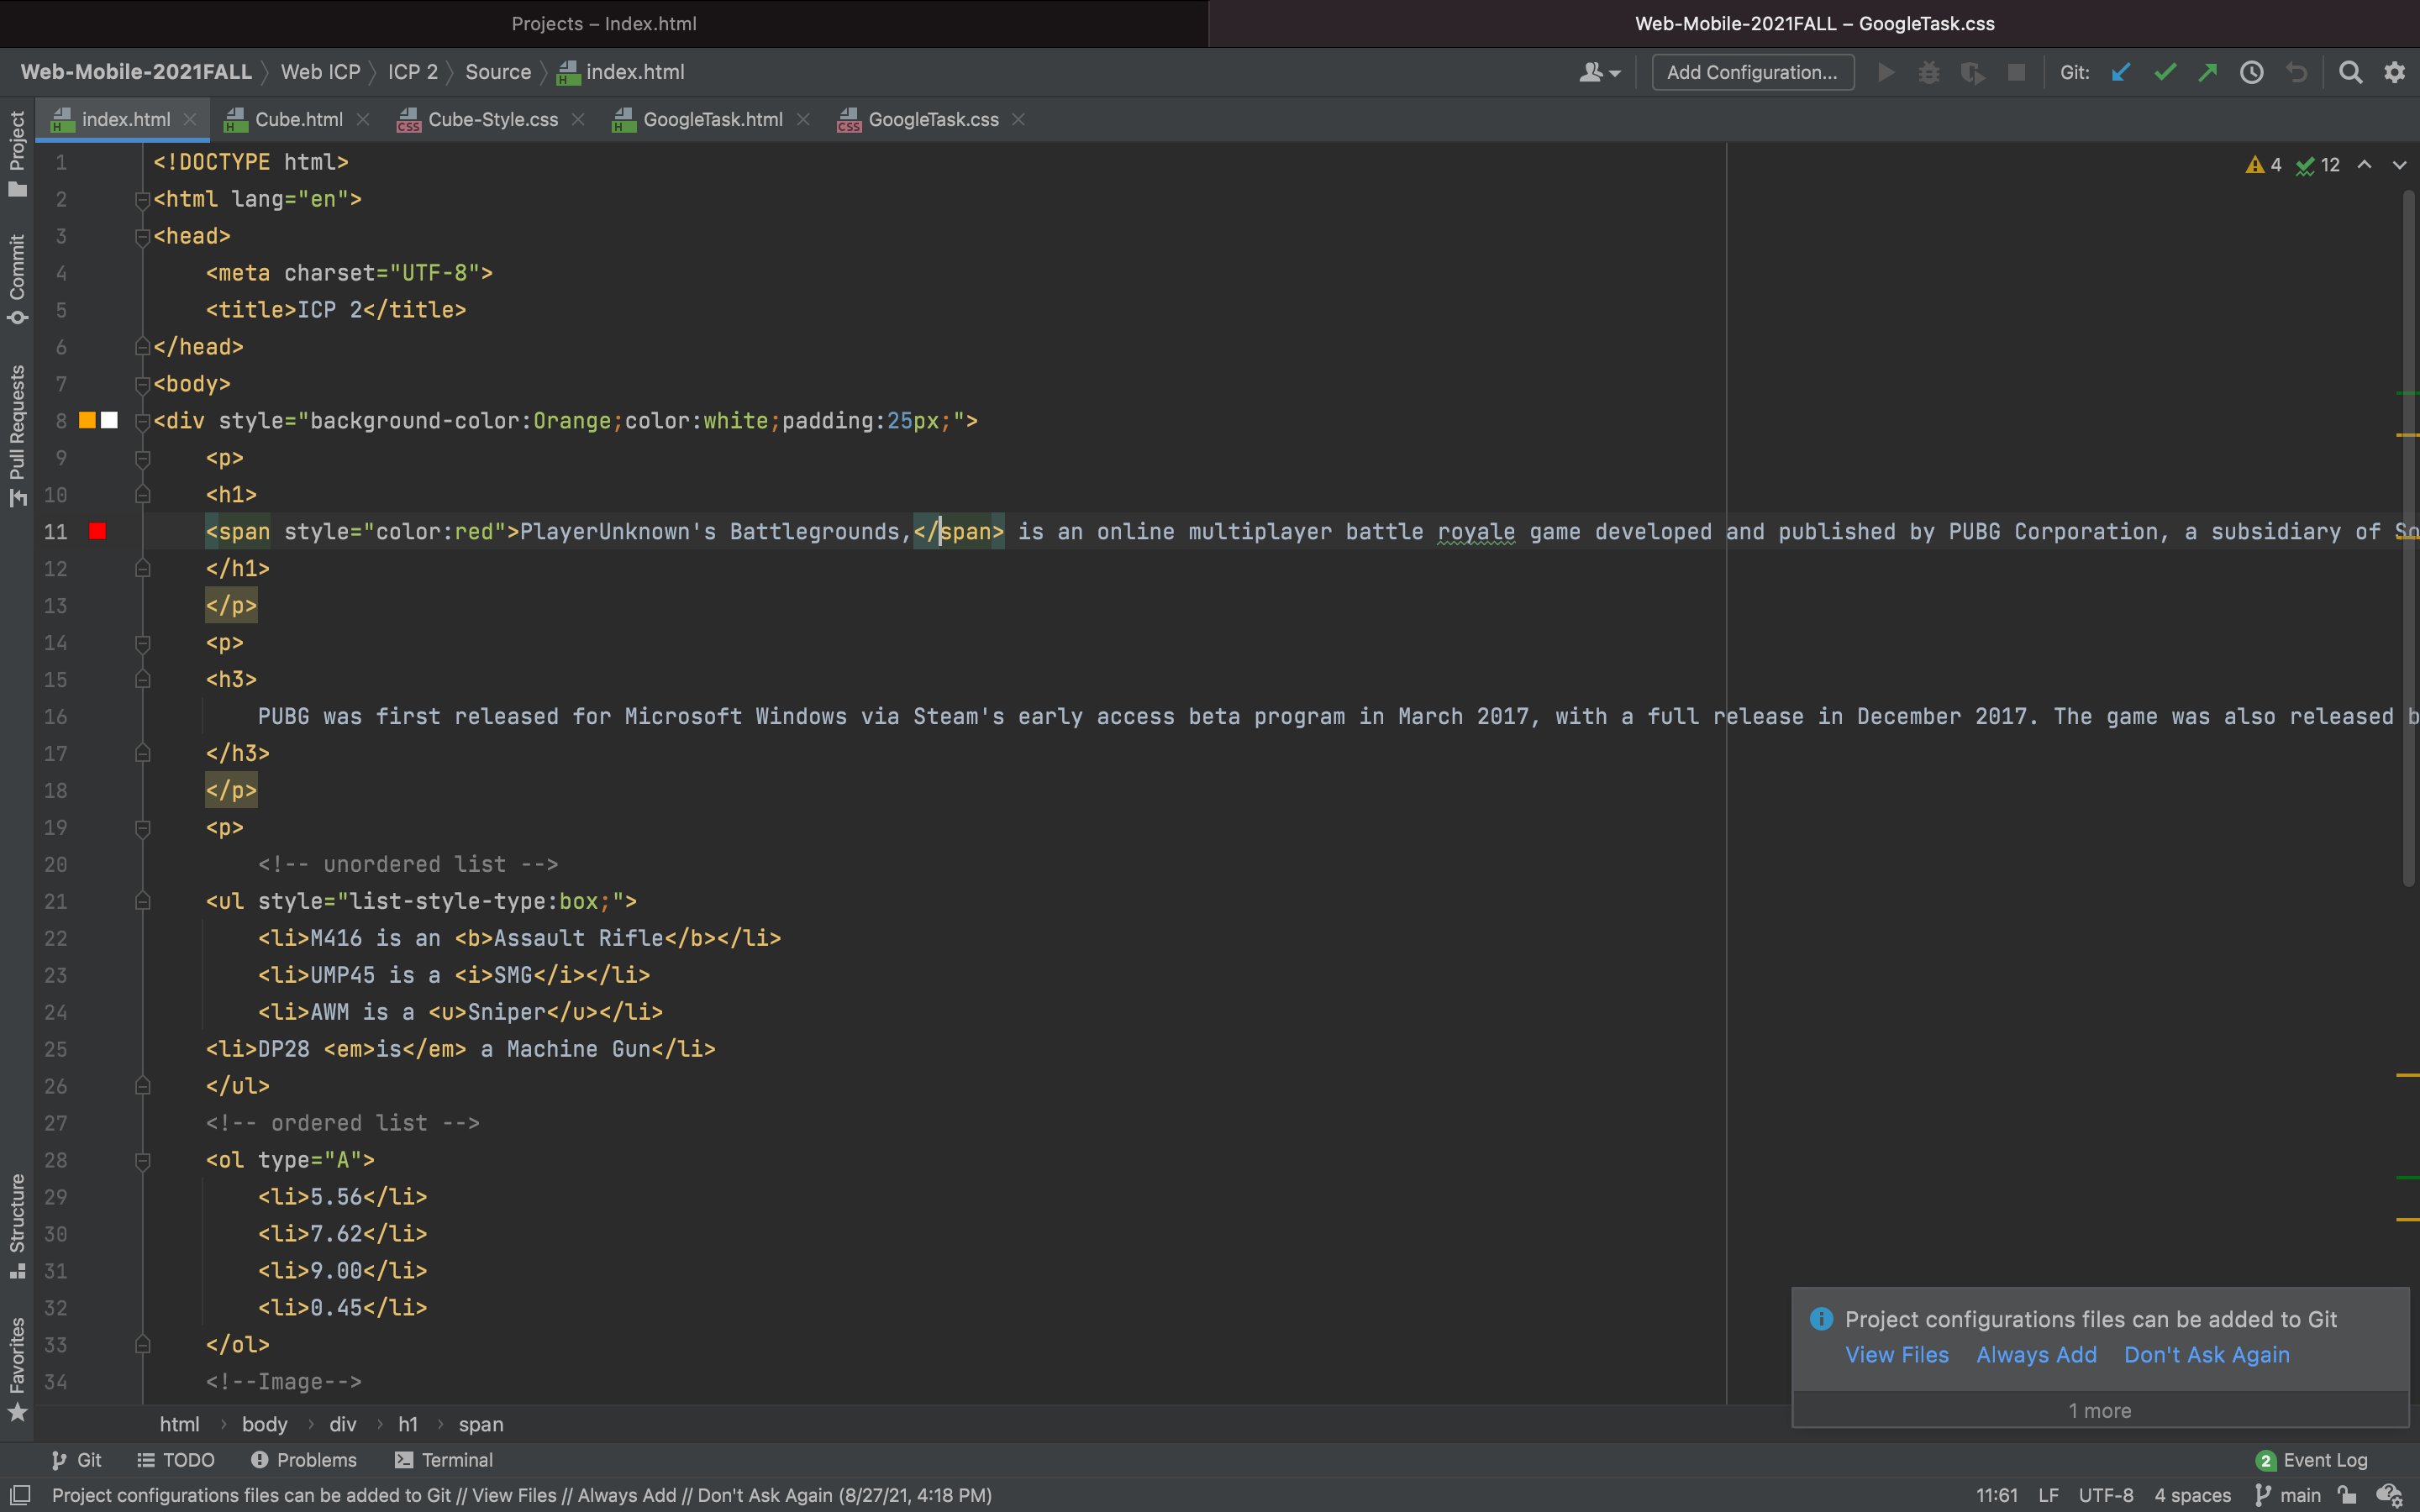 Projects – Index.html
Web-Mobile-2021FALL – GoogleTask.css
Web-Mobile-2021FALL Web ICP ICP 2 Source index.html
Add Configuration...
Git:
index.html Cube.html Cube-Style.css GoogleTask.html GoogleTask.css
Project
Commit
Pull Requests
Structure
Favorites
4 12
1 <!DOCTYPE html>
2 <html lang="en">
3 <head>
4 <meta charset="UTF-8">
5 <title>ICP 2</title>
6 </head>
7 <body>
8 <div style="background-color:Orange;color:white;padding:25px;">
9 <p>
10 <h1>
11 <span style="color:red">PlayerUnknown's Battlegrounds,</span> is an online multiplayer battle royale game developed and published by PUBG Corporation, a subsidiary of So
12 </h1>
13 </p>
14 <p>
15 <h3>
16 PUBG was first released for Microsoft Windows via Steam's early access beta program in March 2017, with a full release in December 2017. The game was also released b
17 </h3>
18 </p>
19 <p>
20 <!-- unordered list -->
21 <ul style="list-style-type:box;">
22 <li>M416 is an <b>Assault Rifle</b></li>
23 <li>UMP45 is a <i>SMG</i></li>
24 <li>AWM is a <u>Sniper</u></li>
25 <li>DP28 <em>is</em> a Machine Gun</li>
26 </ul>
27 <!-- ordered list -->
28 <ol type="A">
29 <li>5.56</li>
30 <li>7.62</li>
31 <li>9.00</li>
32 <li>0.45</li>
33 </ol>
34 <!--Image-->
Project configurations files can be added to Git
View Files Always Add Don't Ask Again
1 more
html body div h1 span
Git TODO Problems Terminal
2 Event Log
Project configurations files can be added to Git // View Files // Always Add // Don't Ask Again (8/27/21, 4:18 PM)
11:61 LF UTF-8 4 spaces main